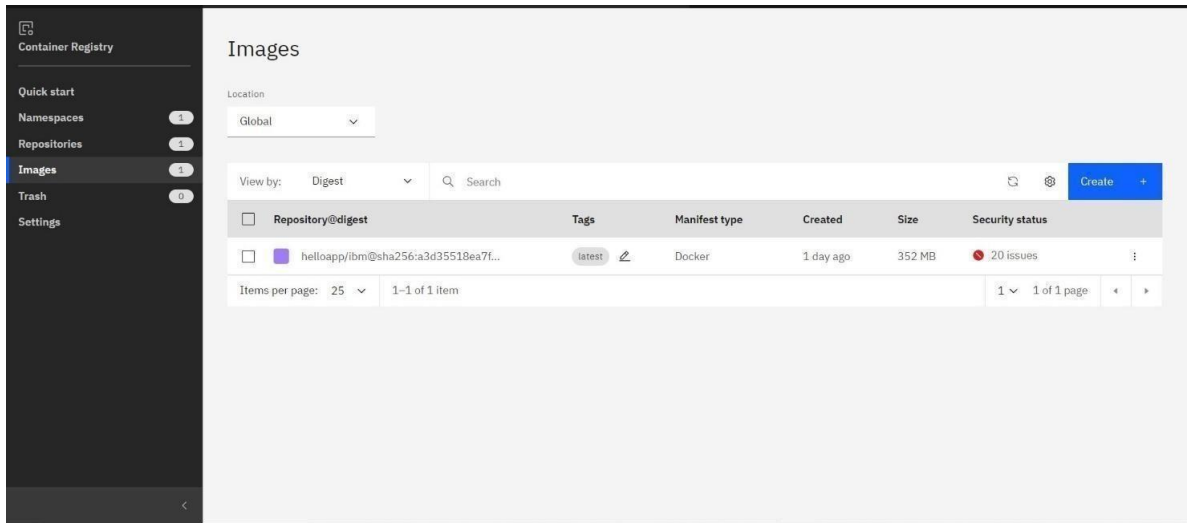 Container Registry
Quick start
Namespaces 1
Repositories 1
Images 1
Trash 0
Settings
Images
Location
Global
View by: Digest Search Create +
Repository@digest Tags Manifest type Created Size Security status
helloapp/ibm@sha256:a3d35518ea7f... latest Docker 1 day ago 352 MB 20 issues
Items per page: 25 1–1 of 1 item 1 1 of 1 page